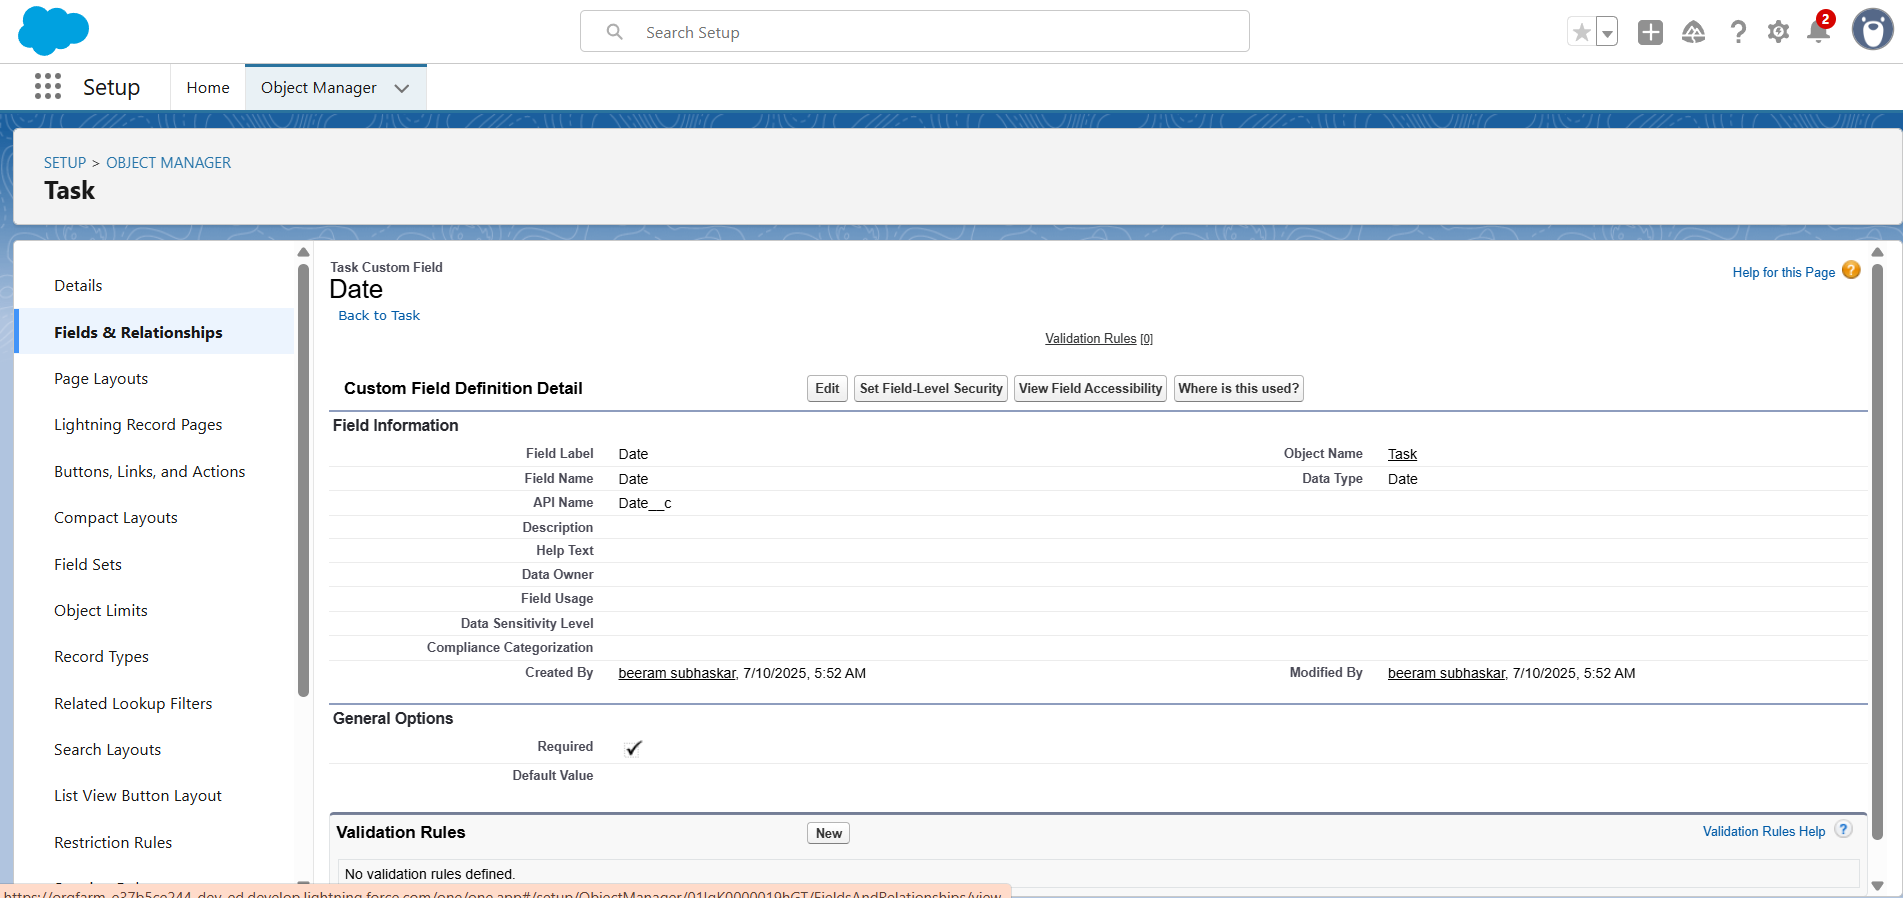 Search Setup
2
Setup
Home
Object Manager
SETUP > OBJECT MANAGER
Task
Details
Fields & Relationships
Page Layouts
Lightning Record Pages
Buttons, Links, and Actions
Compact Layouts
Field Sets
Object Limits
Record Types
Related Lookup Filters
Search Layouts
List View Button Layout
Restriction Rules
Task Custom Field
Date
Back to Task
Help for this Page
Validation Rules [0]
Custom Field Definition Detail
Edit
Set Field-Level Security
View Field Accessibility
Where is this used?
Field Information
Field Label Date Object Name Task
Field Name Date Data Type Date
API Name Date__c
Description
Help Text
Data Owner
Field Usage
Data Sensitivity Level
Compliance Categorization
Created By beeram subhaskar, 7/10/2025, 5:52 AM Modified By beeram subhaskar, 7/10/2025, 5:52 AM
General Options
Required
Default Value
Validation Rules New Validation Rules Help ?
No validation rules defined.